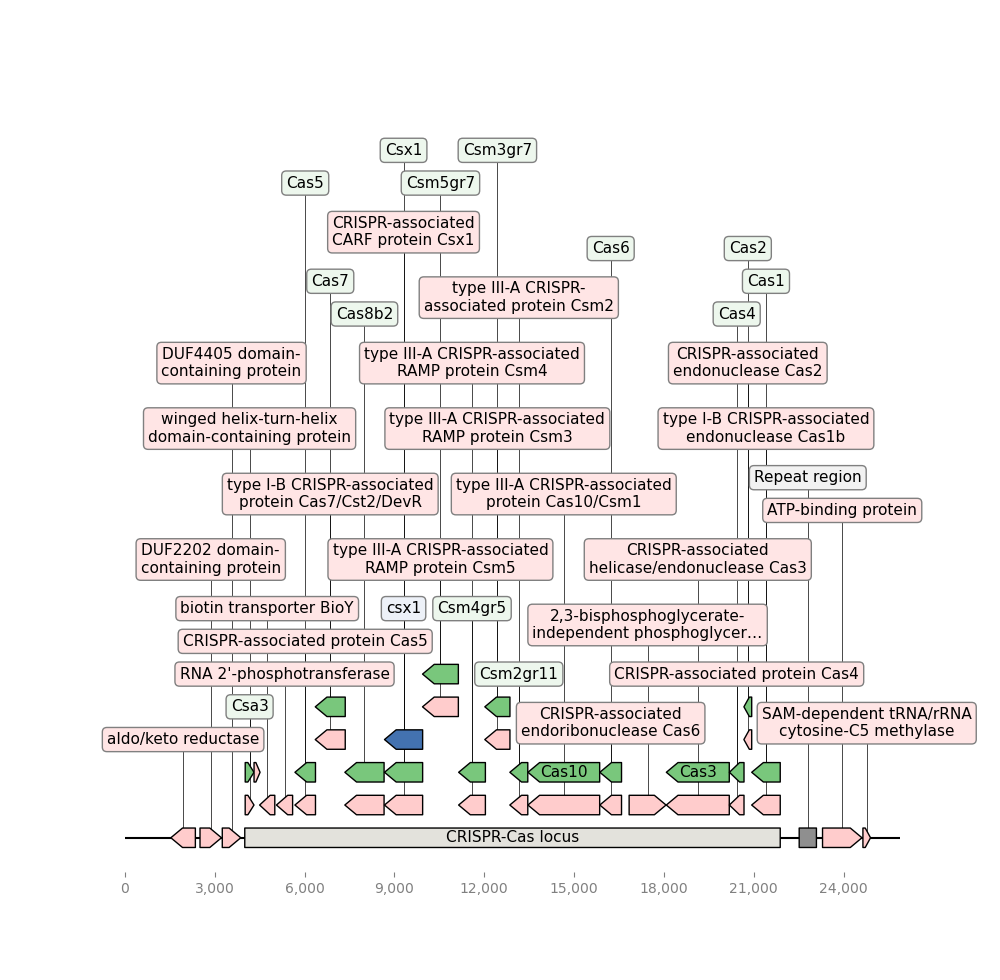 Csx1
Csm3gr7
Cas5
Csm5gr7
CRISPR-associated
CARF protein Csx1
Cas6
Cas2
Cas7
Cas1
type III-A CRISPR-
associated protein Csm2
Cas8b2
Cas4
DUF4405 domain-
containing protein
type III-A CRISPR-associated
RAMP protein Csm4
CRISPR-associated
endonuclease Cas2
winged helix-turn-helix
domain-containing protein
type III-A CRISPR-associated
RAMP protein Csm3
type I-B CRISPR-associated
endonuclease Cas1b
Repeat region
type I-B CRISPR-associated
protein Cas7/Cst2/DevR
type III-A CRISPR-associated
protein Cas10/Csm1
ATP-binding protein
DUF2202 domain-
containing protein
type III-A CRISPR-associated
RAMP protein Csm5
CRISPR-associated
helicase/endonuclease Cas3
biotin transporter BioY
csx1
Csm4gr5
2,3-bisphosphoglycerate-
independent phosphoglycer...
CRISPR-associated protein Cas5
RNA 2'-phosphotransferase
Csm2gr11
CRISPR-associated protein Cas4
Csa3
CRISPR-associated
endoribonuclease Cas6
SAM-dependent tRNA/rRNA
cytosine-C5 methylase
aldo/keto reductase
Cas10
Cas3
CRISPR-Cas locus
0
3,000
6,000
9,000
12,000
15,000
18,000
21,000
24,000